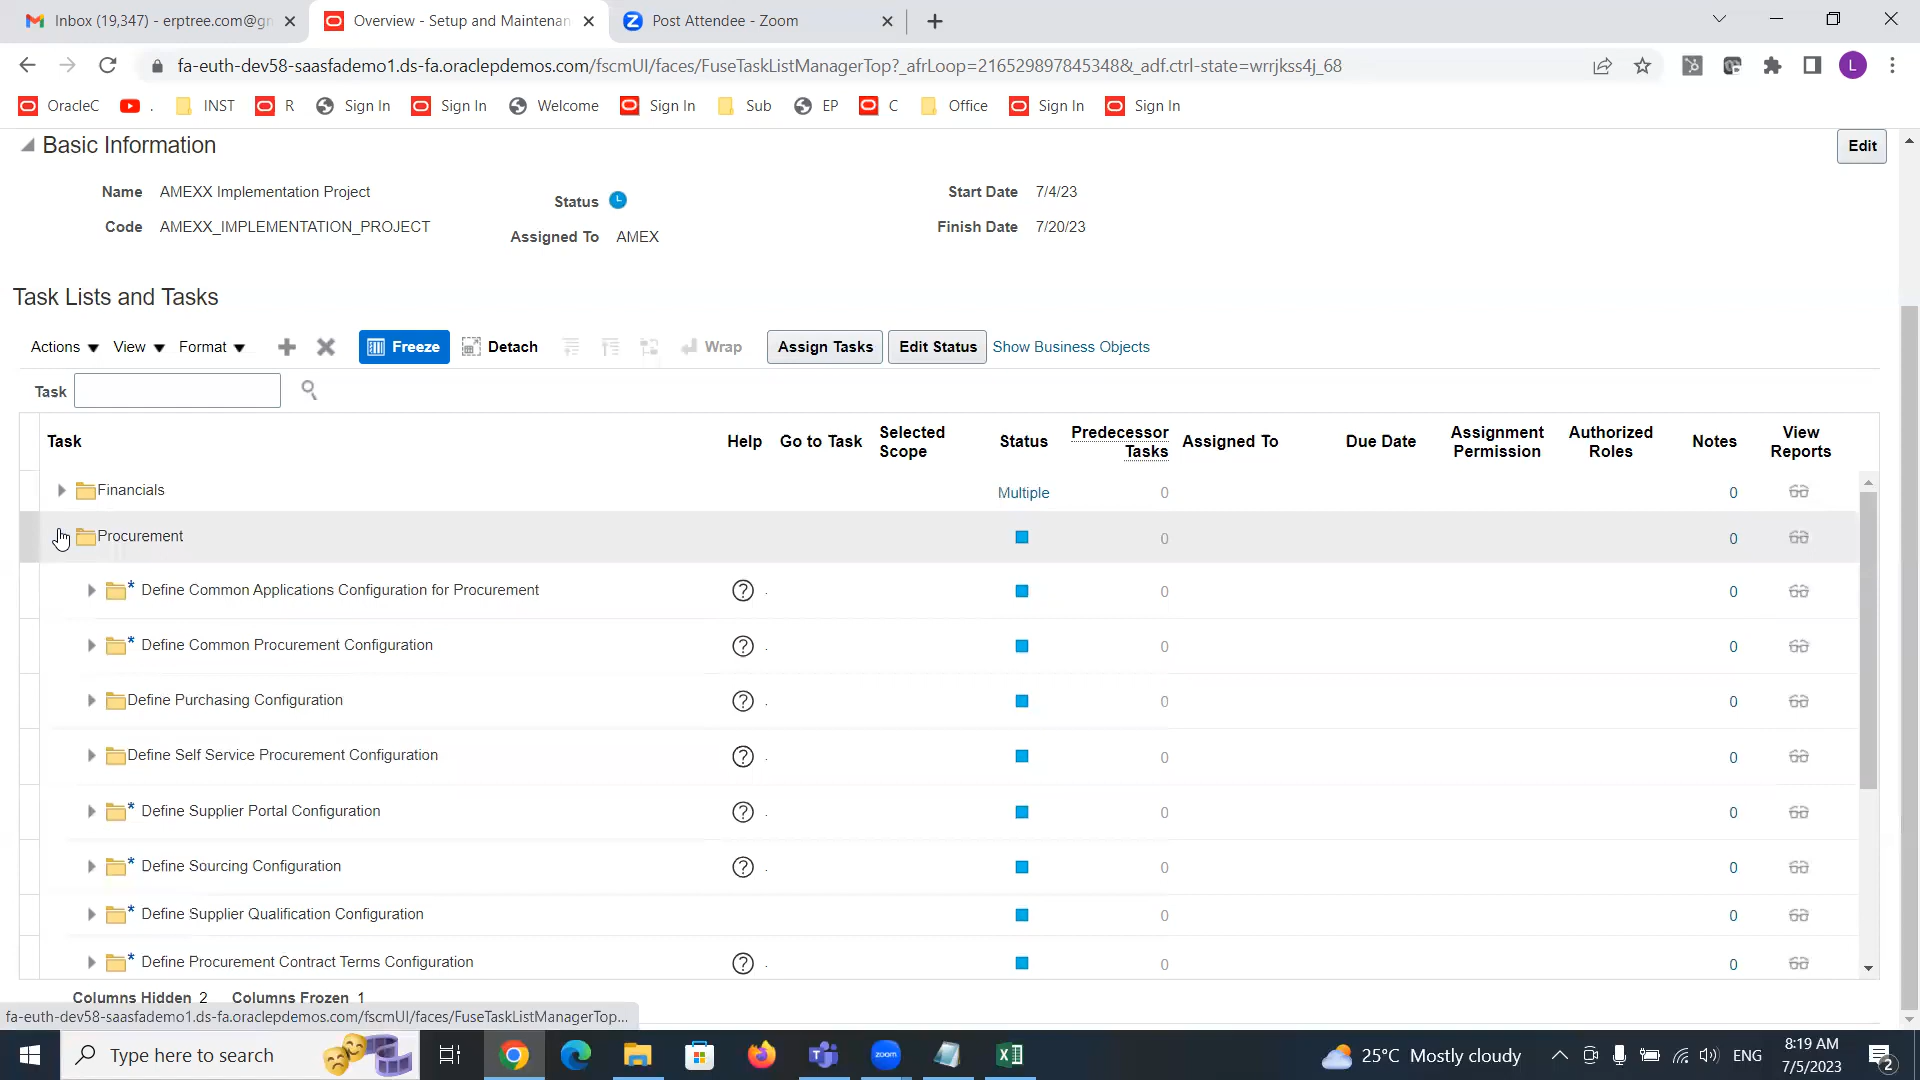 Inbox (19,347) - erptree.com@gr
Overview - Setup and Maintenan
Post Attendee - Zoom
fa-euth-dev58-saasfademo1.ds-fa.oraclepdemos.com/fscmUI/faces/FuseTaskListManagerTop?_afrLoop=216529897845348&_adf.ctrl-state=wrrjkss4j_68
L
OracleC . INST R Sign In Sign In Welcome Sign In Sub EP C Office Sign In Sign In
Basic Information
Edit
Name AMEXX Implementation Project
Status
Start Date 7/4/23
Code AMEXX_IMPLEMENTATION_PROJECT
Assigned To AMEX
Finish Date 7/20/23
Task Lists and Tasks
Actions View Format Freeze Detach Wrap Assign Tasks Edit Status Show Business Objects
Task
Task Help Go to Task Selected Scope Status Predecessor Tasks Assigned To Due Date Assignment Permission Authorized Roles Notes View Reports
Financials Multiple 0 0
Procurement 0 0
* Define Common Applications Configuration for Procurement ? . 0 0
* Define Common Procurement Configuration ? . 0 0
Define Purchasing Configuration ? . 0 0
Define Self Service Procurement Configuration ? . 0 0
* Define Supplier Portal Configuration ? . 0 0
* Define Sourcing Configuration ? . 0 0
* Define Supplier Qualification Configuration 0 0
* Define Procurement Contract Terms Configuration ? . 0 0
Columns Hidden 2 Columns Frozen 1
fa-euth-dev58-saasfademo1.ds-fa.oraclepdemos.com/fscmUI/faces/FuseTaskListManagerTop...
Type here to search
zoom
25°C Mostly cloudy
ENG
8:19 AM
7/5/2023
2